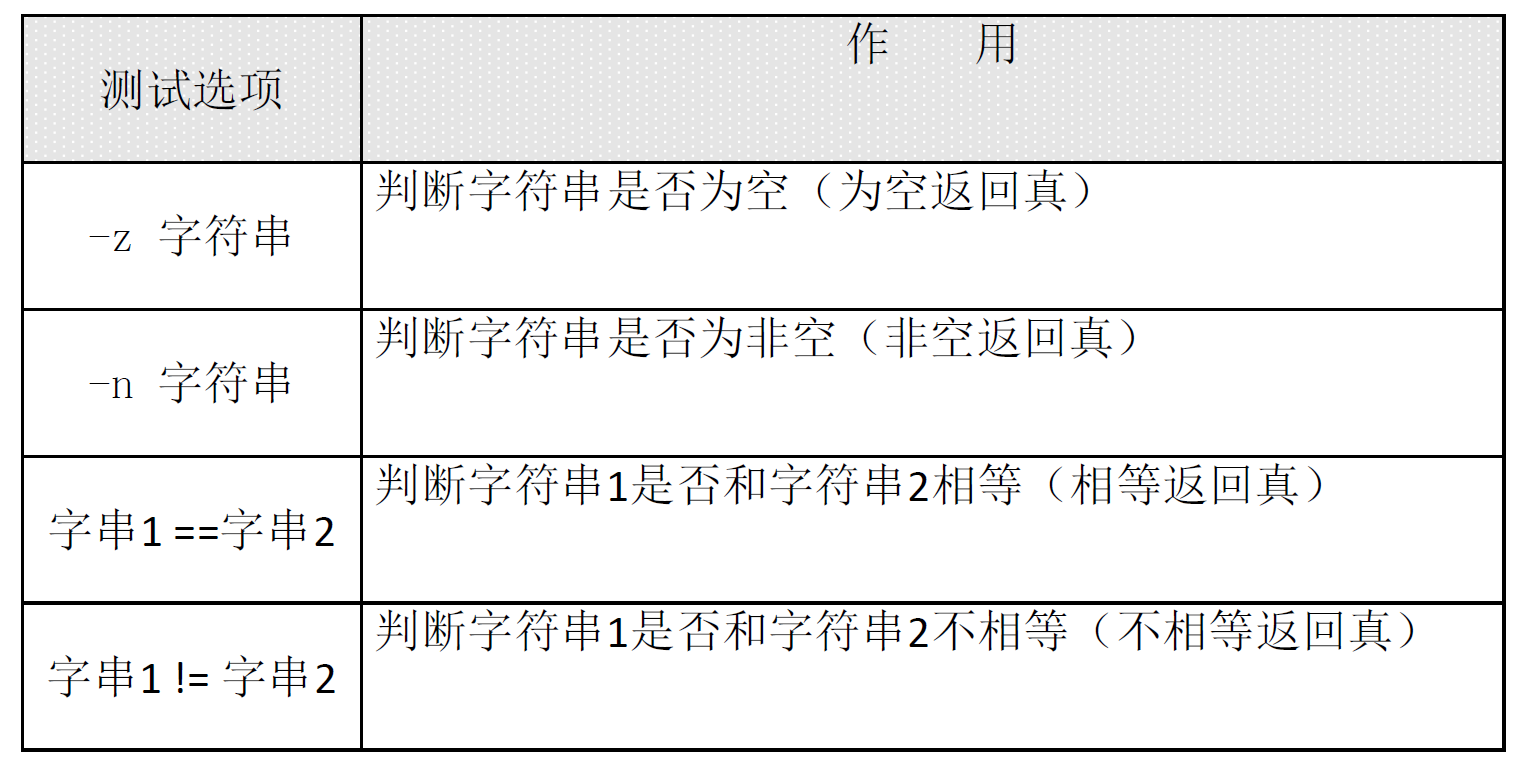 测试选项
作 用
-z 字符串
判断字符串是否为空（为空返回真）
-n 字符串
判断字符串是否为非空（非空返回真）
字串1 ==字串2
判断字符串1是否和字符串2相等（相等返回真）
字串1 != 字串2
判断字符串1是否和字符串2不相等（不相等返回真）